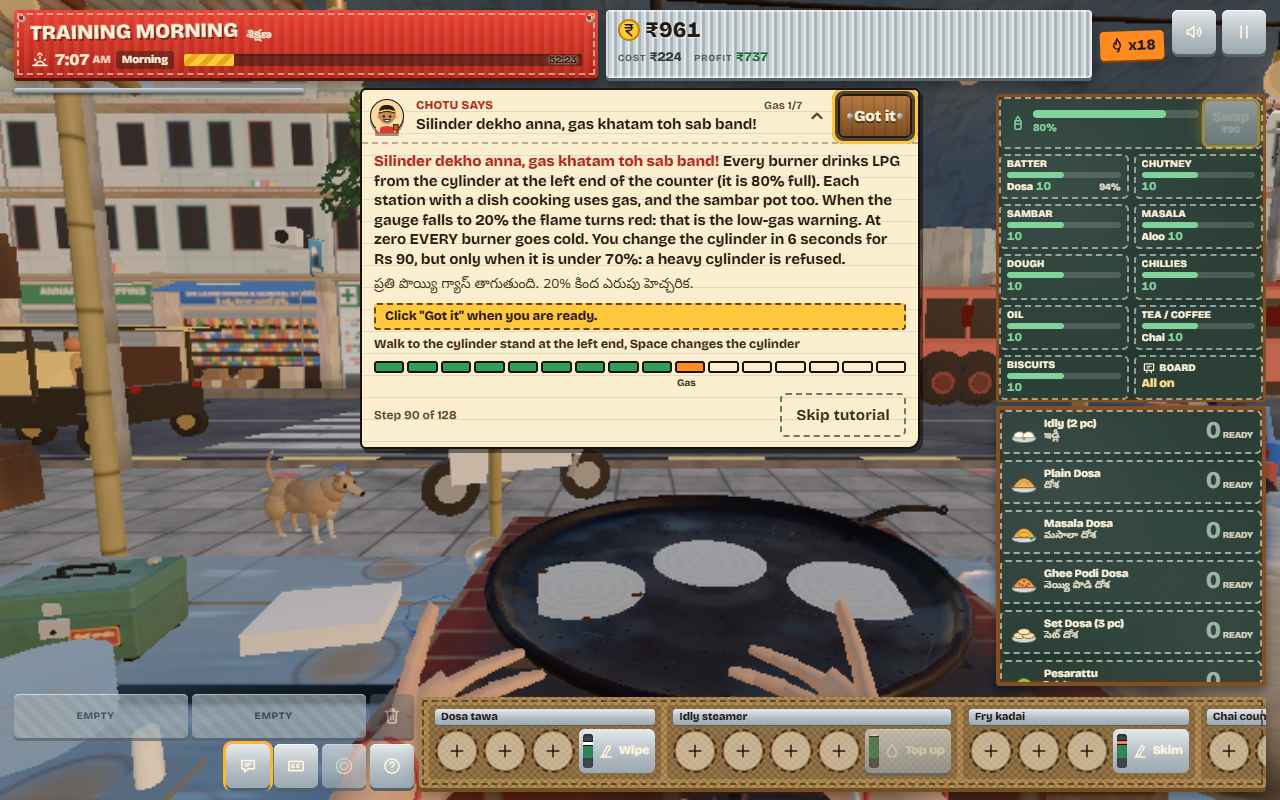 TRAINING MORNING శిక్షణ
7:07 AM Morning 52:23
₹961
COST ₹224 PROFIT ₹737
x18
CHOTU SAYS
Silinder dekho anna, gas khatam toh sab band!
Gas 1/7
Got it
Silinder dekho anna, gas khatam toh sab band! Every burner drinks LPG
from the cylinder at the left end of the counter (it is 80% full). Each
station with a dish cooking uses gas, and the sambar pot too. When the
gauge falls to 20% the flame turns red: that is the low-gas warning. At
zero EVERY burner goes cold. You change the cylinder in 6 seconds for
Rs 90, but only when it is under 70%: a heavy cylinder is refused.
ప్రతి పొయ్యి గ్యాస్ తాగుతుంది. 20% కింద ఎరుపు హెచ్చరిక.
Click "Got it" when you are ready.
Walk to the cylinder stand at the left end, Space changes the cylinder
Gas
Step 90 of 128
Skip tutorial
80%
Swap
₹90
BATTER
Dosa 10 94%
CHUTNEY
10
SAMBAR
10
MASALA
Aloo 10
DOUGH
10
CHILLIES
10
OIL
10
TEA / COFFEE
Chai 10
BISCUITS
10
BOARD
All on
Idly (2 pc)
ఇడ్లీ
0 READY
Plain Dosa
దోశ
0 READY
Masala Dosa
మసాలా దోశ
0 READY
Ghee Podi Dosa
నెయ్యి పొడి దోశ
0 READY
Set Dosa (3 pc)
సెట్ దోశ
0 READY
Pesarattu
EMPTY
EMPTY
Dosa tawa
Wipe
Idly steamer
Top up
Fry kadai
Skim
Chai coun